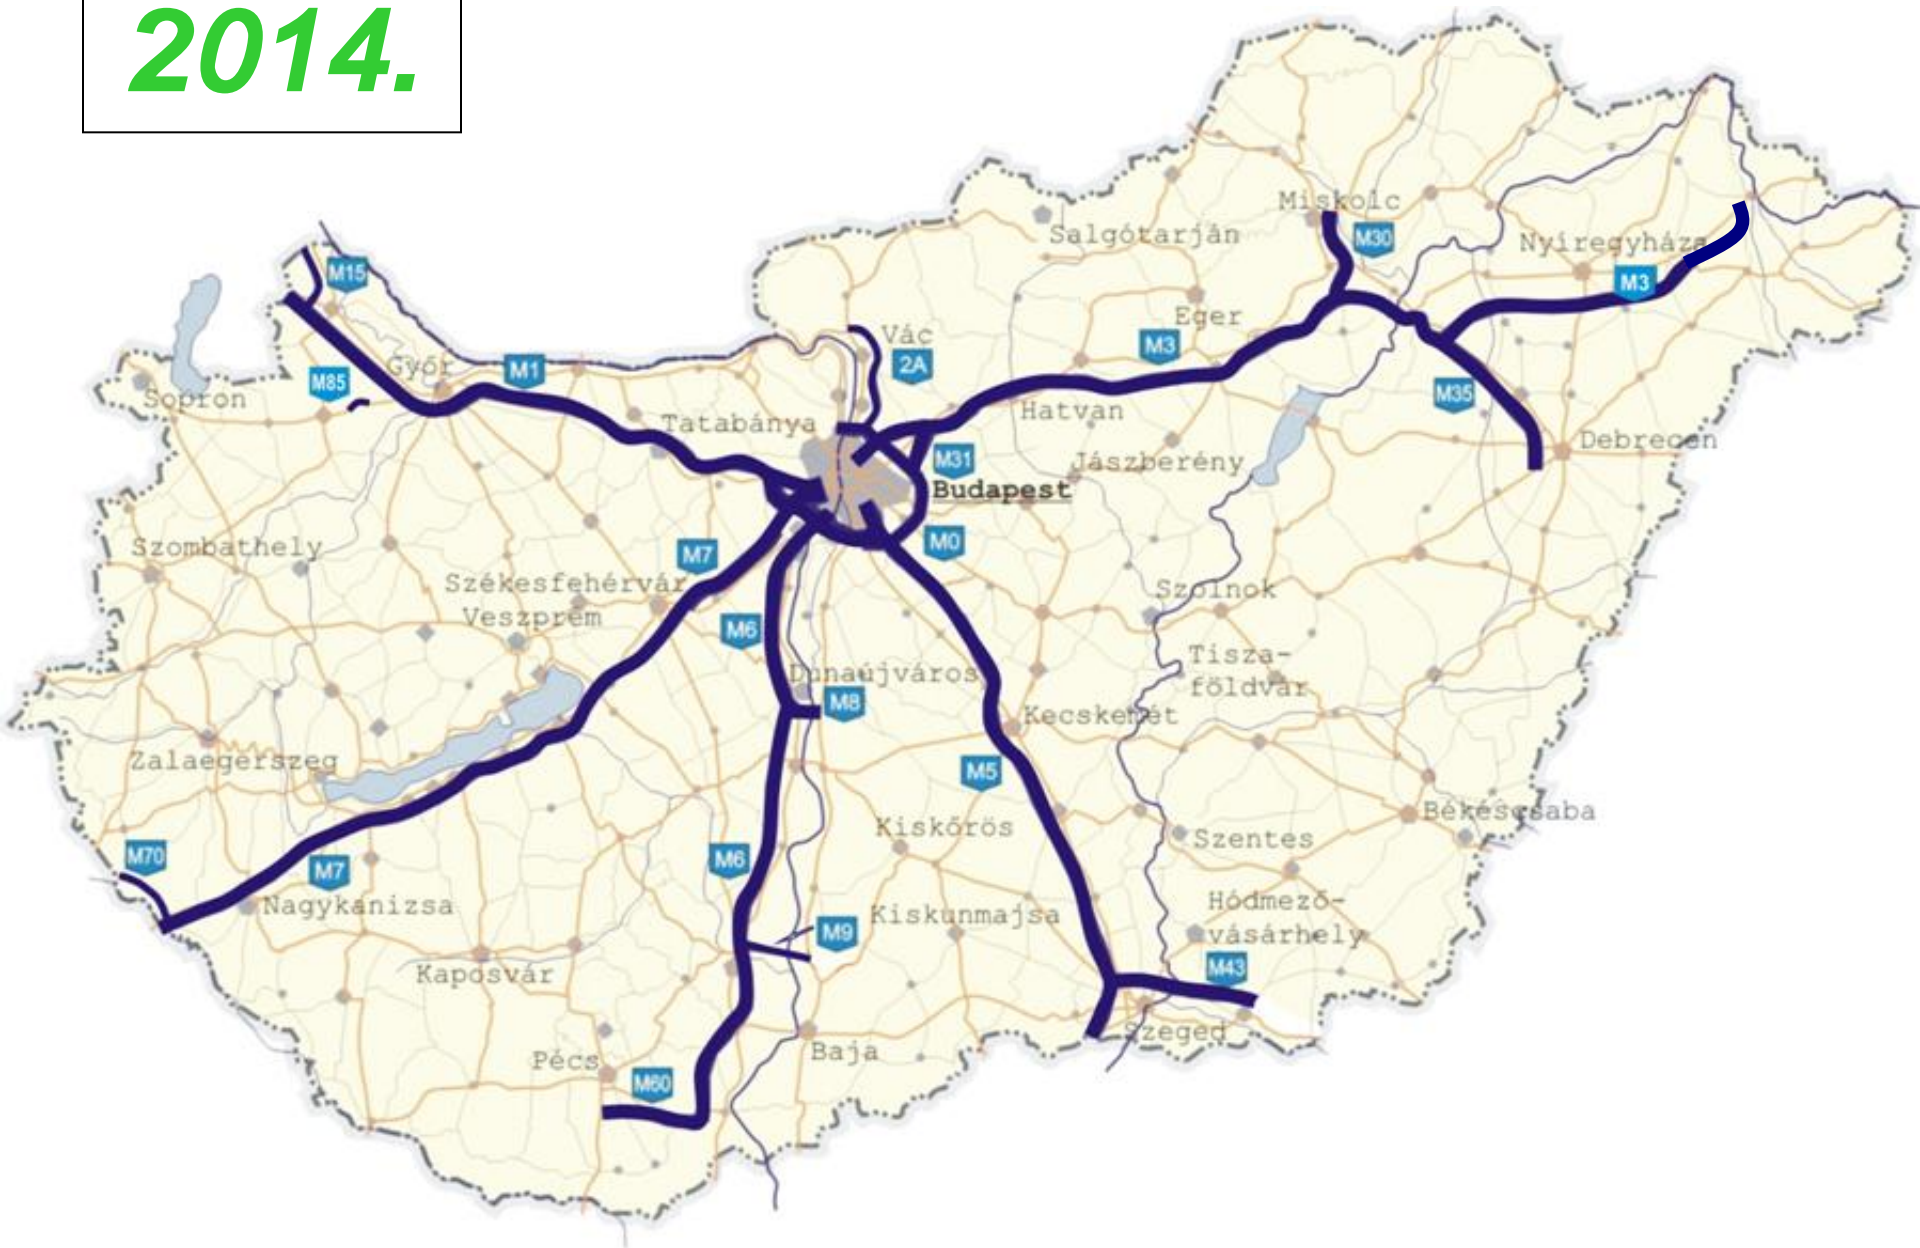 2014.
Miskolc
M30
Salgótarján
Nyíregyháza
M15
M3
Eger
Vác
M3
2A
Győr
M1
M85
M35
Sopron
Hatvan
Tatabánya
Debrecen
M31
Jászberény
Budapest
M0
Szombathely
M7
Székesfehérvár
Veszprém
Szolnok
M6
Tisza-
földvár
Dunaújváros
M8
Kecskemét
Zalaegerszeg
M5
Békéscsaba
Kiskőrös
Szentes
M70
M6
M7
Nagykanizsa
Hódmező-
vásárhely
Kiskunmajsa
M9
Kaposvár
M43
Szeged
Pécs
Baja
M60